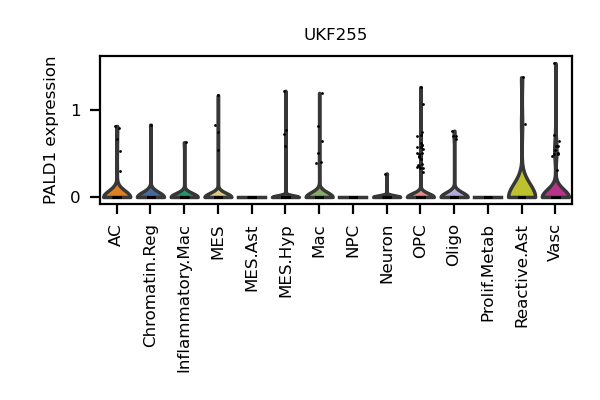 UKF255
PALD1 expression
1
0
AC
Chromatin.Reg
Inflammatory.Mac
MES
MES.Ast
MES.Hyp
Mac
NPC
Neuron
OPC
Oligo
Prolif.Metab
Reactive.Ast
Vasc